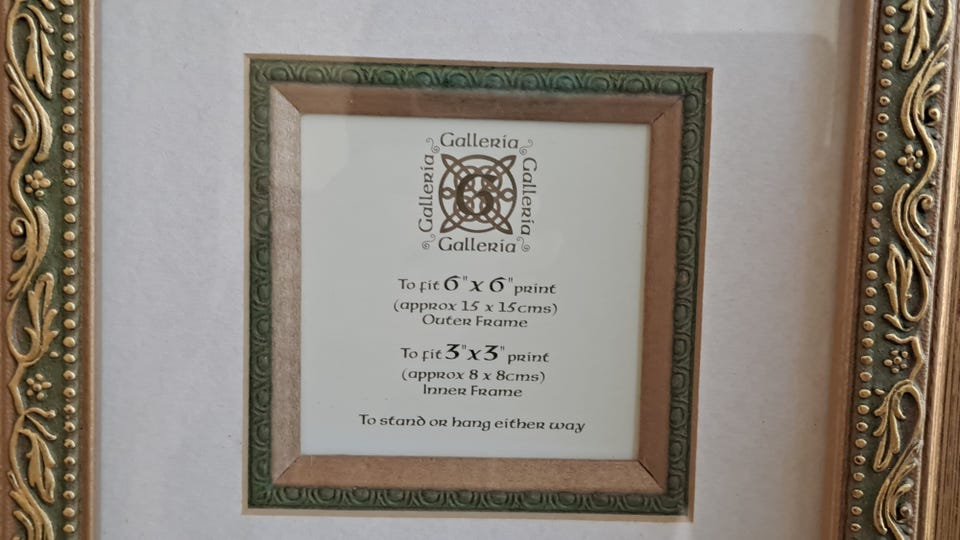 Galleria
Galleria
Galleria
G
Galleria
To fit 6" x 6" print
(approx 15 x 15cms)
Outer Frame
To fit 3" x 3" print
(approx 8 x 8cms)
Inner Frame
To stand or hang either way